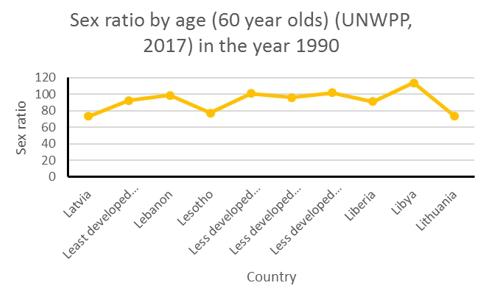 Sex ratio by age (60 year olds) (UNWPP,
2017) in the year 1990
120
100
80
60
40
20
0
Sex ratio
Latvia
Least developed...
Lebanon
Lesotho
Less developed...
Less developed...
Less developed...
Liberia
Libya
Lithuania
Country